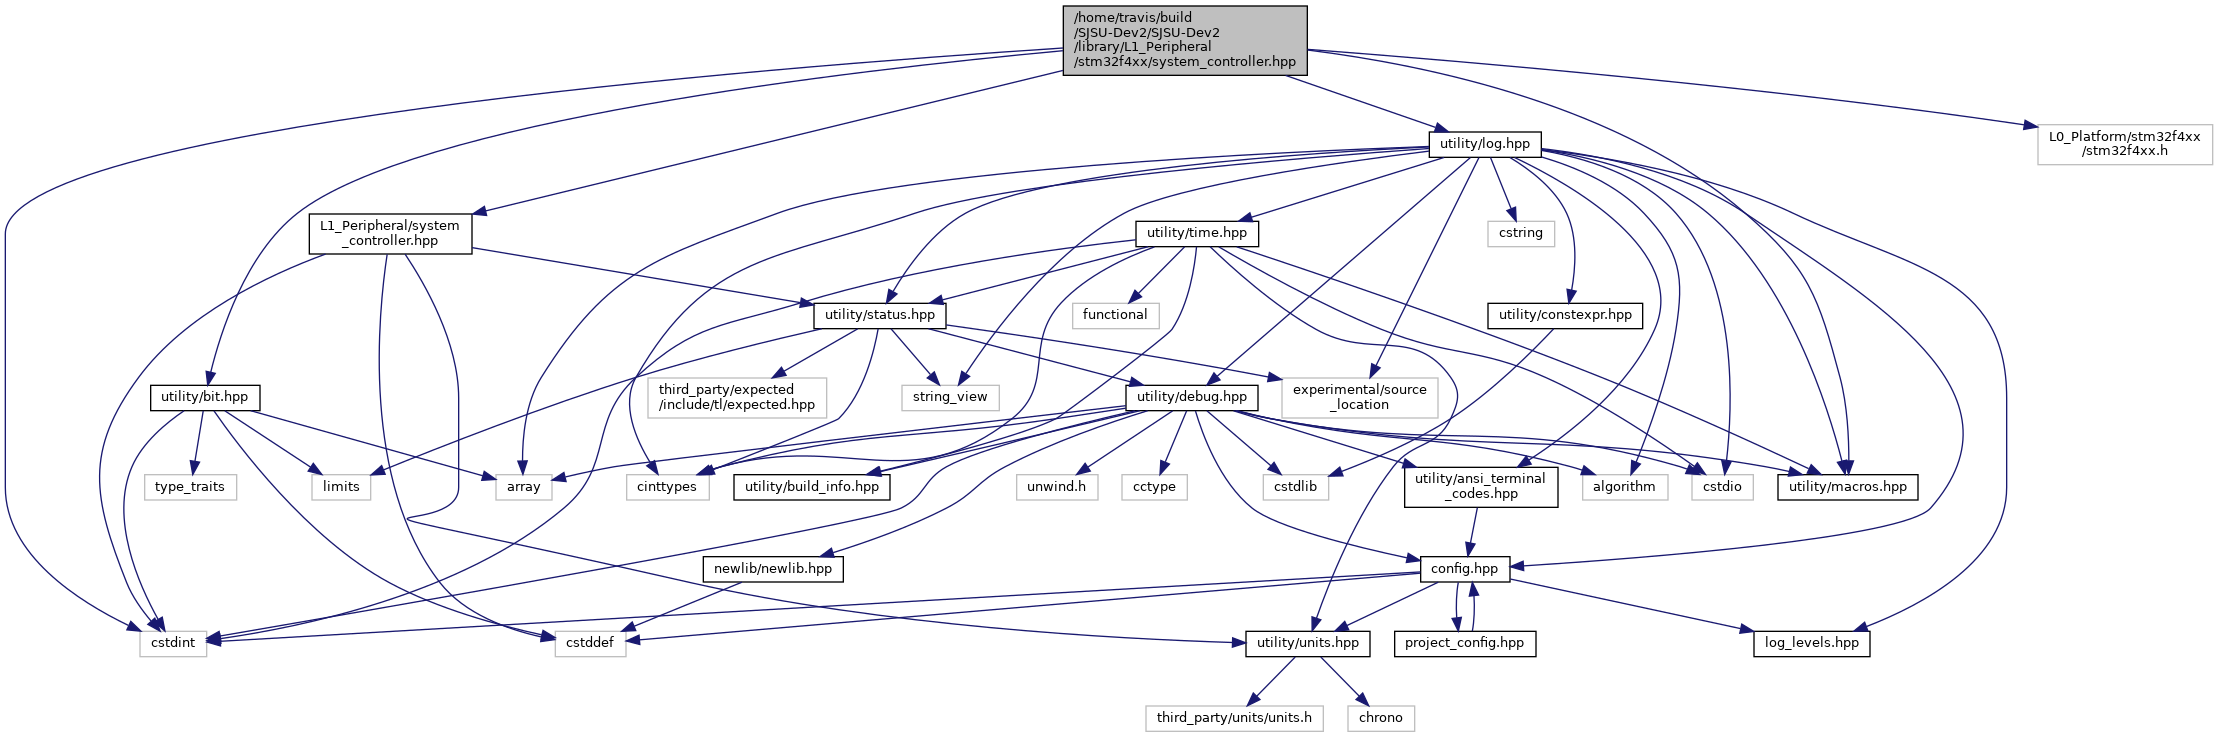 /home/travis/build
/SJSU-Dev2/SJSU-Dev2
/library/L1_Peripheral
/stm32f4xx/system_controller.hpp
L0_Platform/stm32f4xx
/stm32f4xx.h
utility/log.hpp
L1_Peripheral/system
_controller.hpp
utility/time.hpp
cstring
utility/status.hpp
functional
utility/constexpr.hpp
utility/bit.hpp
third_party/expected
/include/tl/expected.hpp
string_view
utility/debug.hpp
experimental/source
_location
type_traits
limits
array
cinttypes
utility/build_info.hpp
unwind.h
cctype
cstdlib
utility/ansi_terminal
_codes.hpp
algorithm
cstdio
utility/macros.hpp
newlib/newlib.hpp
config.hpp
cstdint
cstddef
utility/units.hpp
project_config.hpp
log_levels.hpp
third_party/units/units.h
chrono